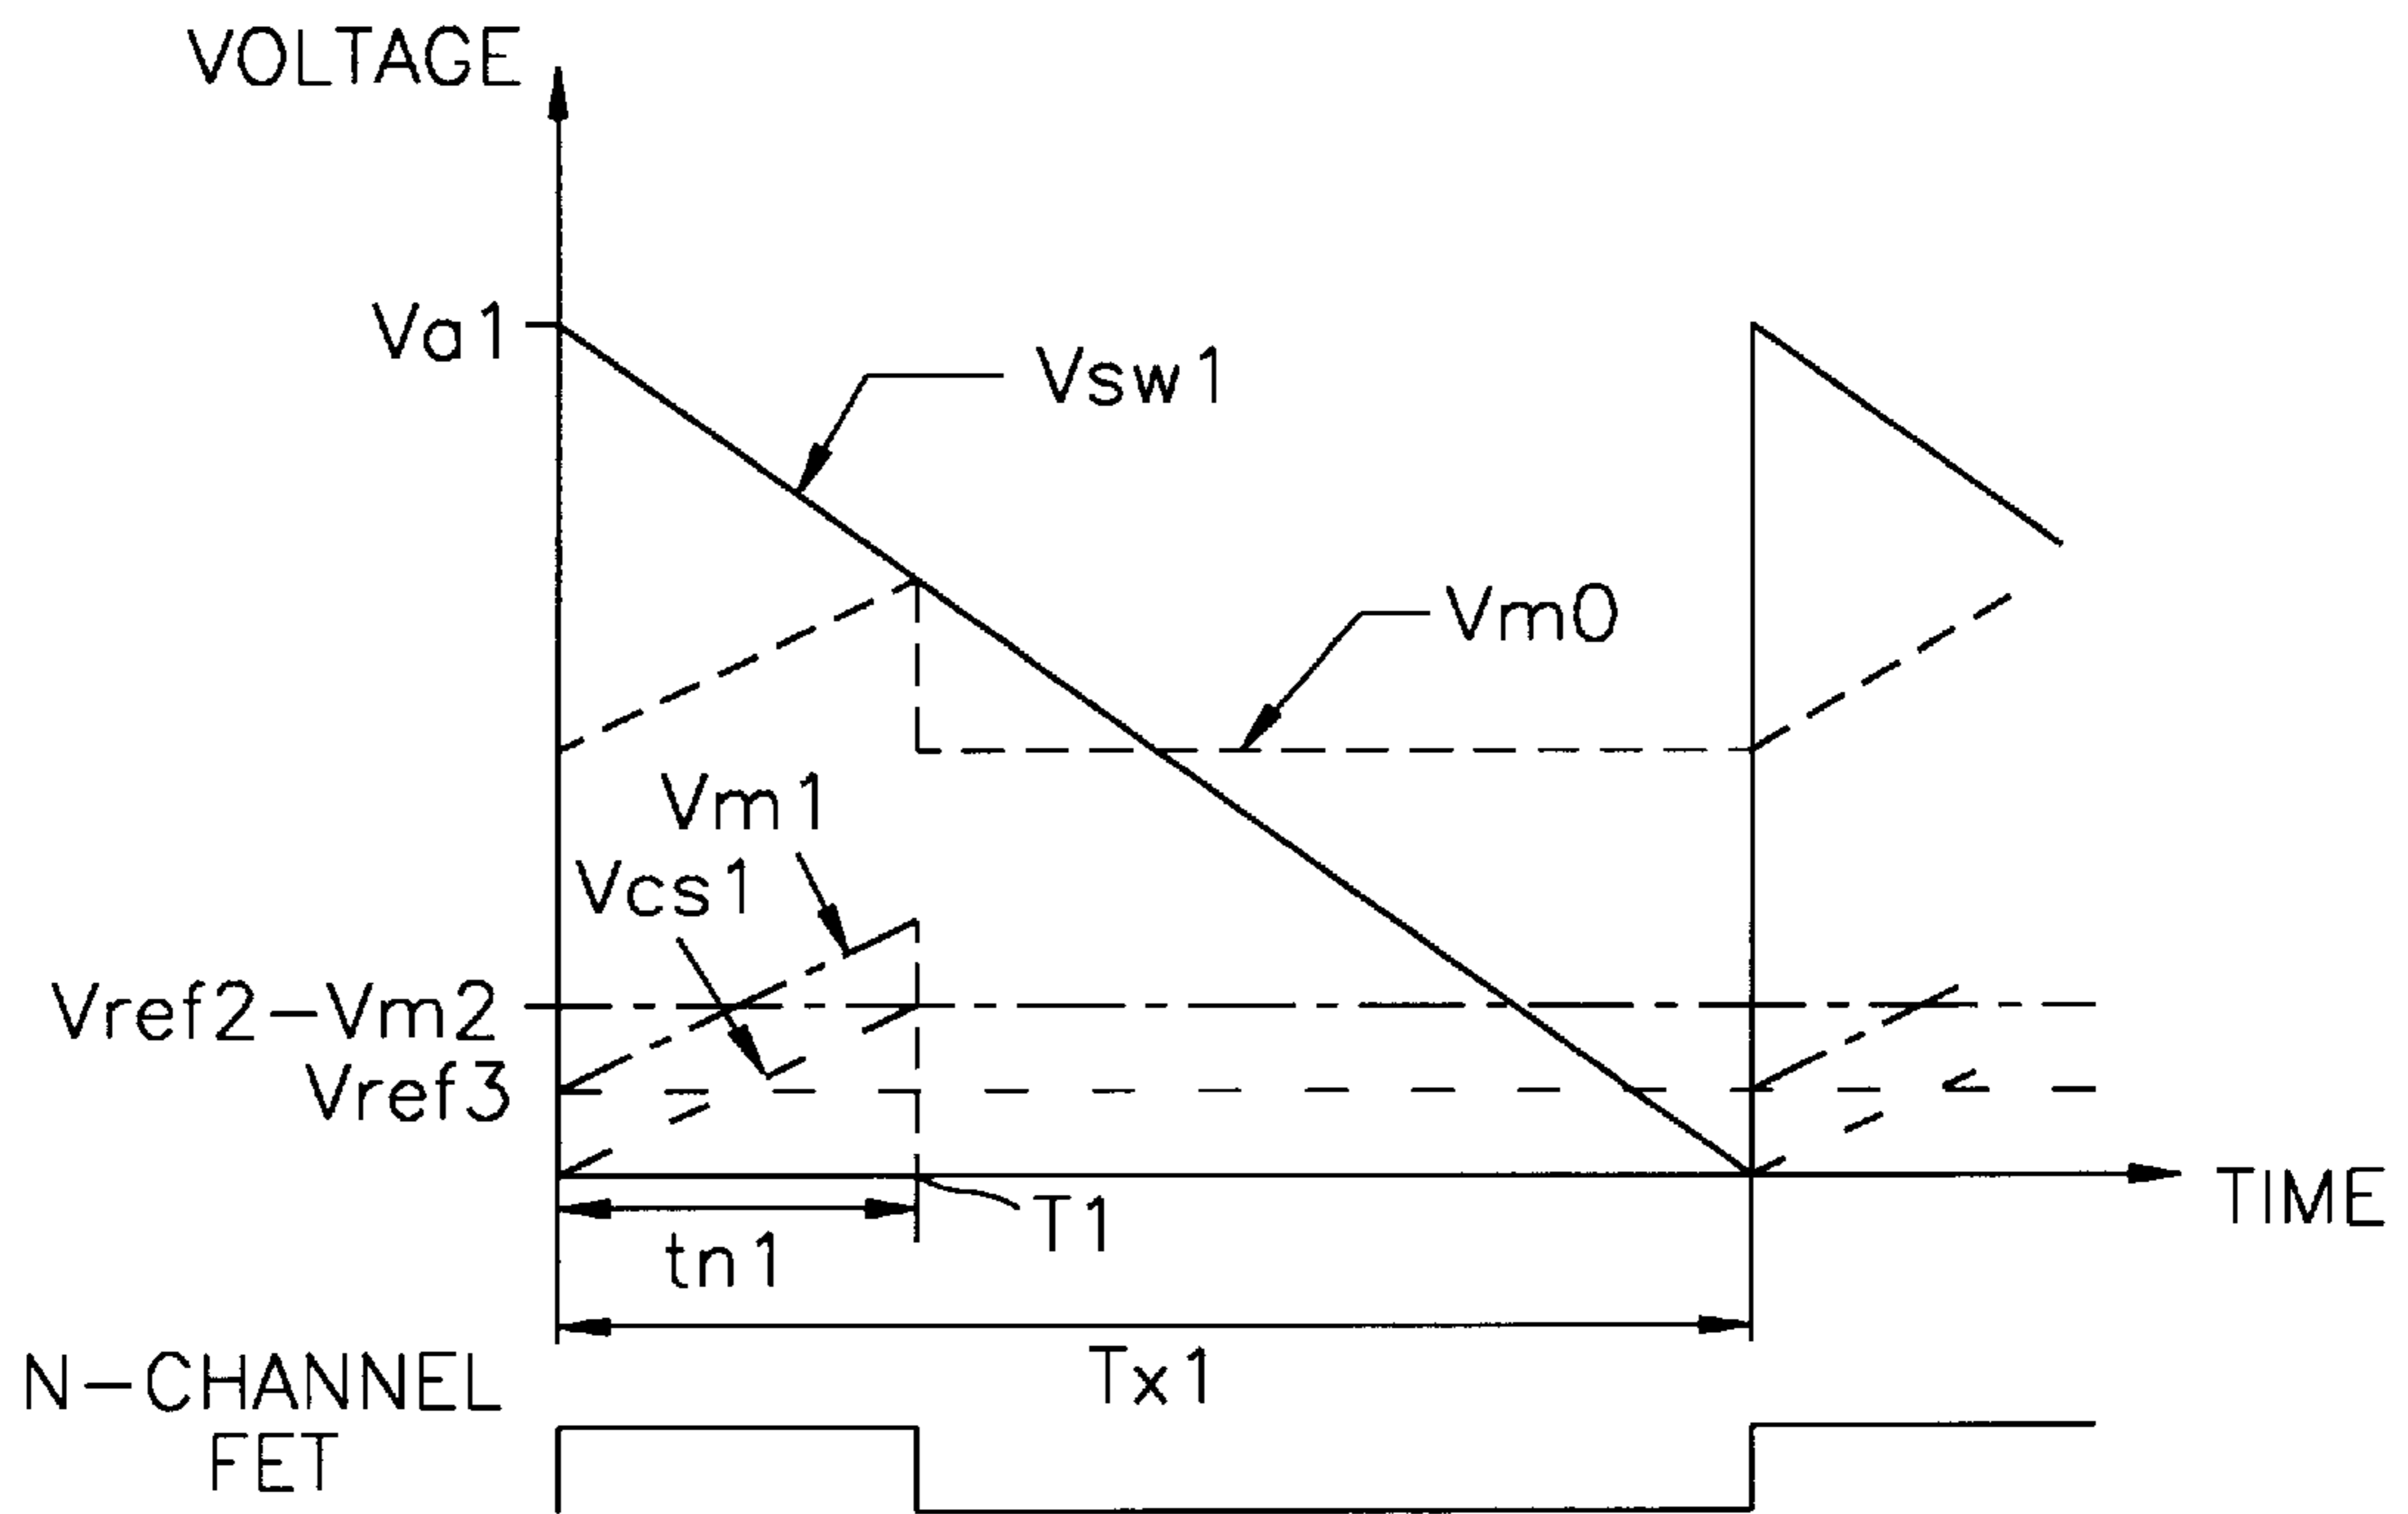 VOLTAGE
Va1
Vsw1
Vm0
Vm1
Vcs1
Vref2-Vm2
Vref3
TIME
T1
tn1
Tx1
N-CHANNEL
FET